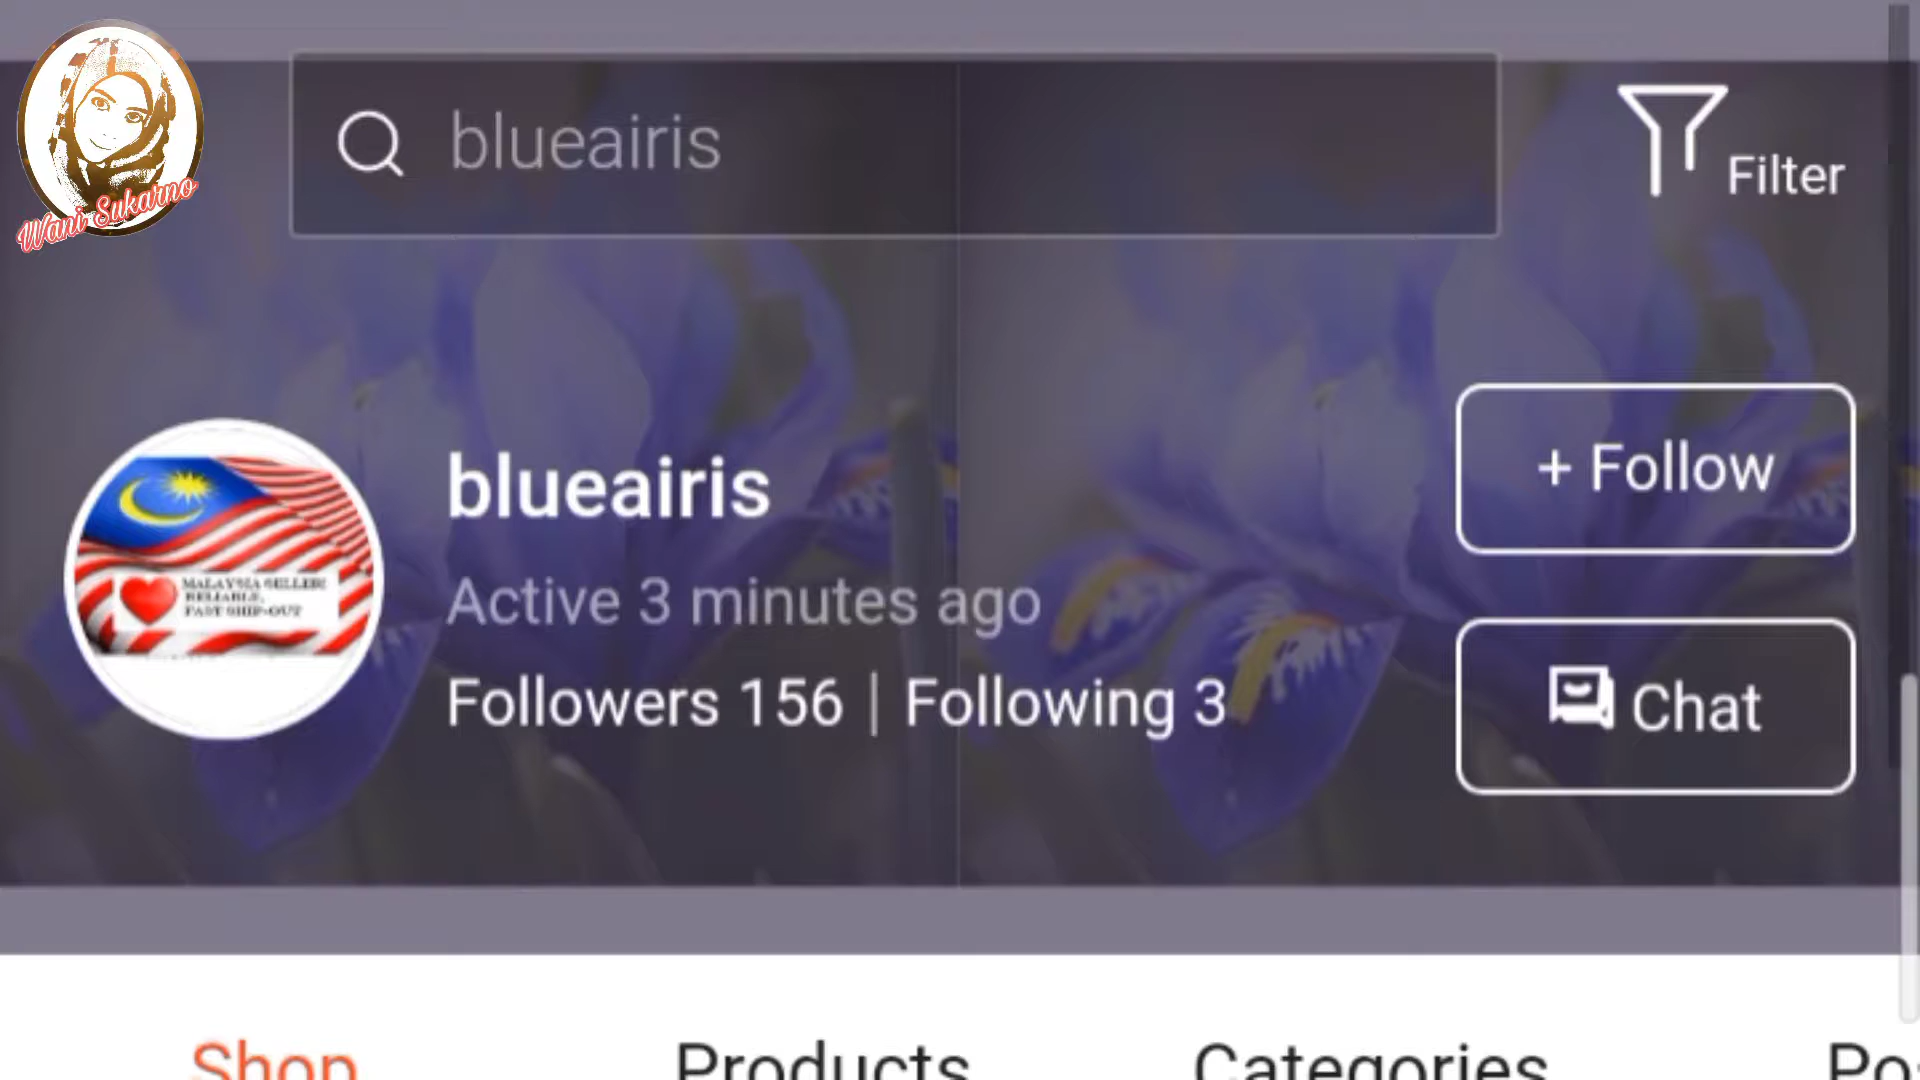 Wani Sukarno
blueairis
Filter
blueairis
+ Follow
Active 3 minutes ago
MALAYSIA SELLER!
RELIABLE,
FAST SHIP-OUT
Followers 156 | Following 3
Chat
Shop
Products
Categories